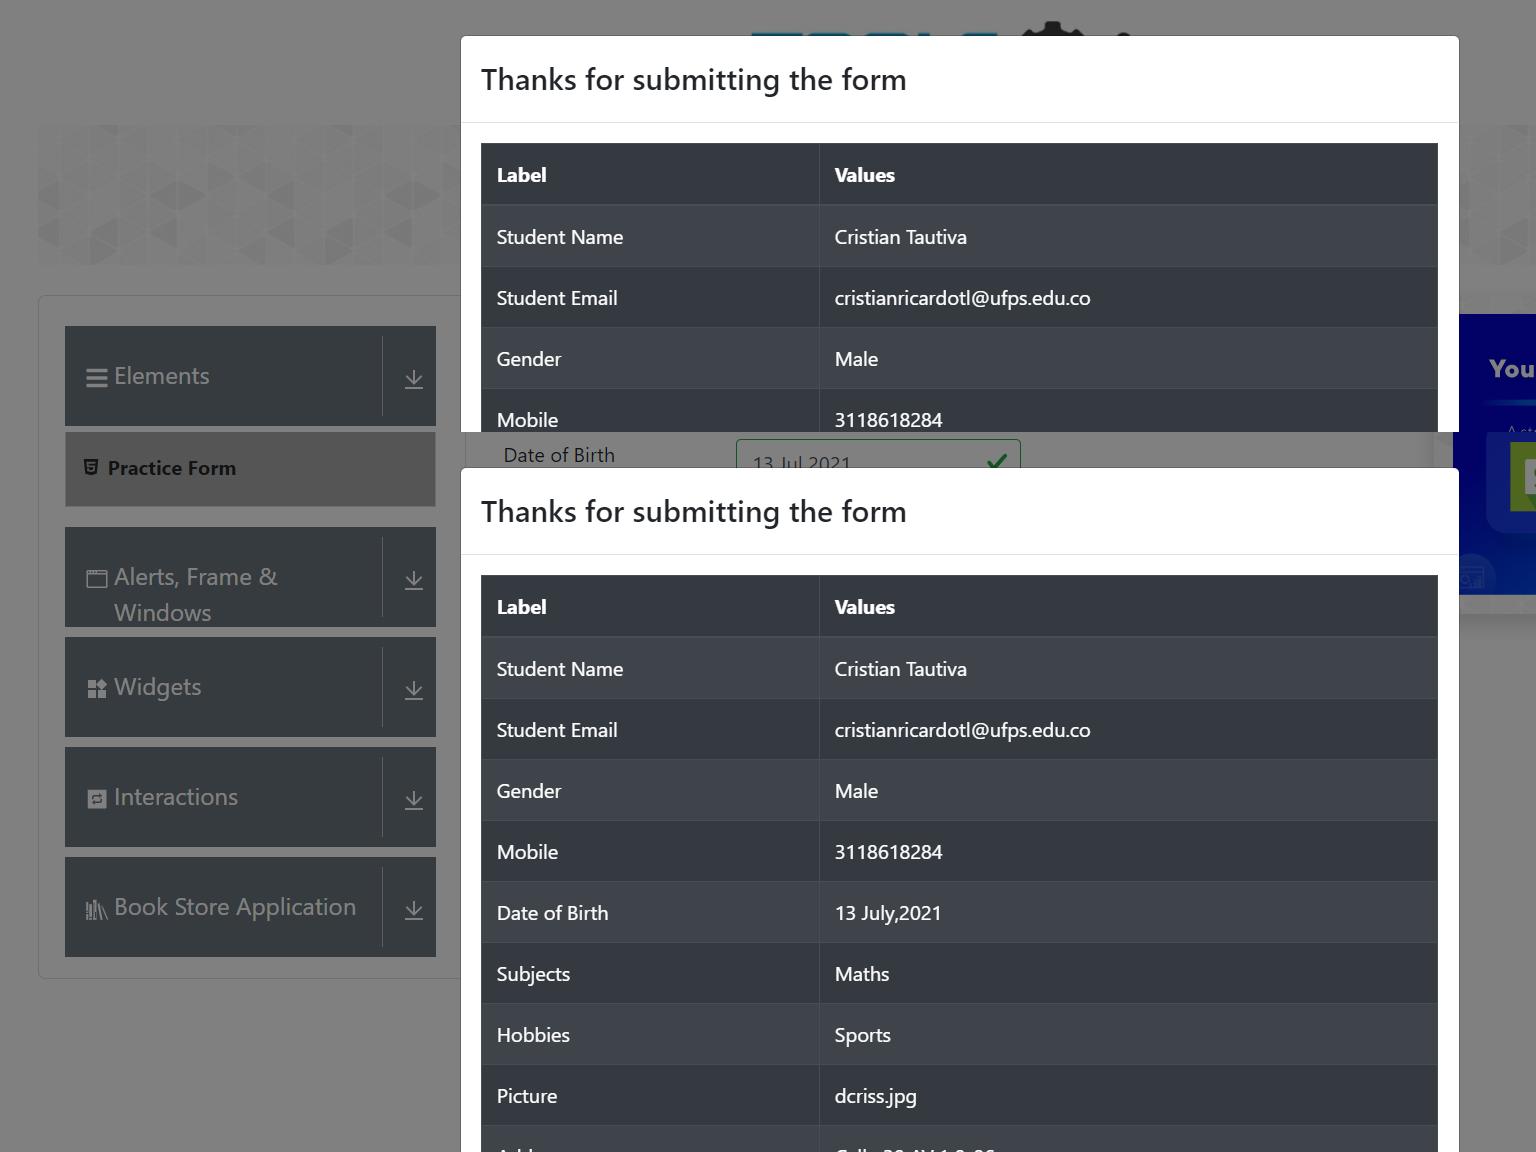 Thanks for submitting the form
Label Values
Student Name Cristian Tautiva
Student Email cristianricardotl@ufps.edu.co
Gender Male
Mobile 3118618284
You
Elements
Practice Form
Alerts, Frame &
Windows
Widgets
Interactions
Book Store Application
Date of Birth 13 Jul 2021
Thanks for submitting the form
Label Values
Student Name Cristian Tautiva
Student Email cristianricardotl@ufps.edu.co
Gender Male
Mobile 3118618284
Date of Birth 13 July,2021
Subjects Maths
Hobbies Sports
Picture dcriss.jpg